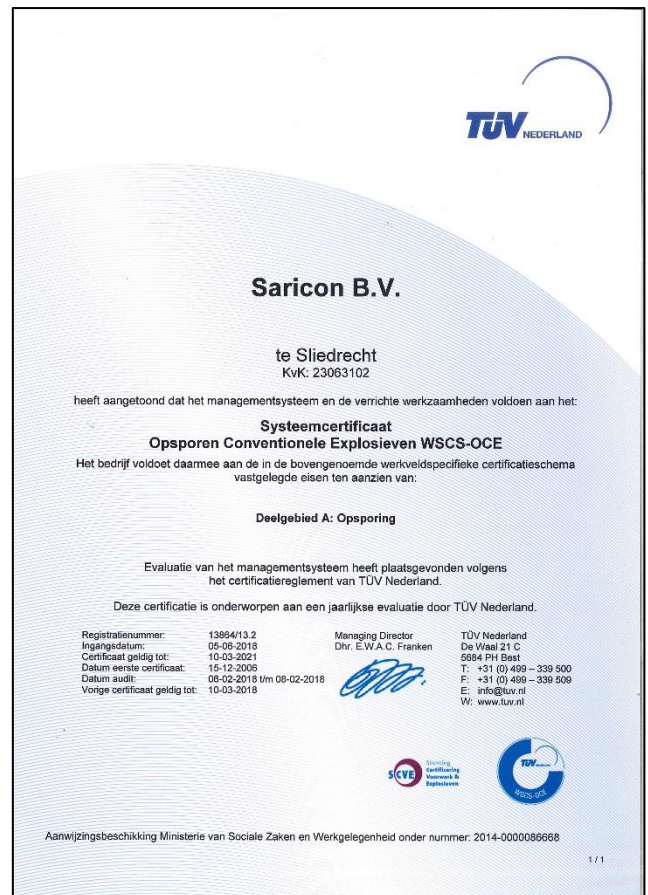 TÜV NEDERLAND
Saricon B.V.
te Sliedrecht
KvK: 23063102
heeft aangetoond dat het managementsysteem en de verrichte werkzaamheden voldoen aan het:
Systeemcertificaat
Opsporen Conventionele Explosieven WSCS-OCE
Het bedrijf voldoet daarmee aan de in de bovengenoemde werkveldspecifieke certificatieschema
vastgelegde eisen ten aanzien van:
Deelgebied A: Opsporing
Evaluatie van het managementsysteem heeft plaatsgevonden volgens
het certificatiereglement van TÜV Nederland.
Deze certificatie is onderworpen aan een jaarlijkse evaluatie door TÜV Nederland.
Registratienummer: 13864/13.2
Ingangsdatum: 05-06-2018
Certificaat geldig tot: 10-03-2021
Datum eerste certificaat: 15-12-2006
Datum audit: 06-02-2018 t/m 08-02-2018
Vorige certificaat geldig tot: 10-03-2018
Managing Director
Dhr. E.W.A.C. Franken
TÜV Nederland
De Waal 21 C
5684 PH Best
T: +31 (0) 499 – 339 500
F: +31 (0) 499 – 339 509
E: info@tuv.nl
W: www.tuv.nl
SCVE
Stichting
Certificering
Vuurwerk &
Explosieven
TÜV NEDERLAND
WSCS-OCE
Aanwijzingsbeschikking Ministerie van Sociale Zaken en Werkgelegenheid onder nummer: 2014-0000086668
1 / 1